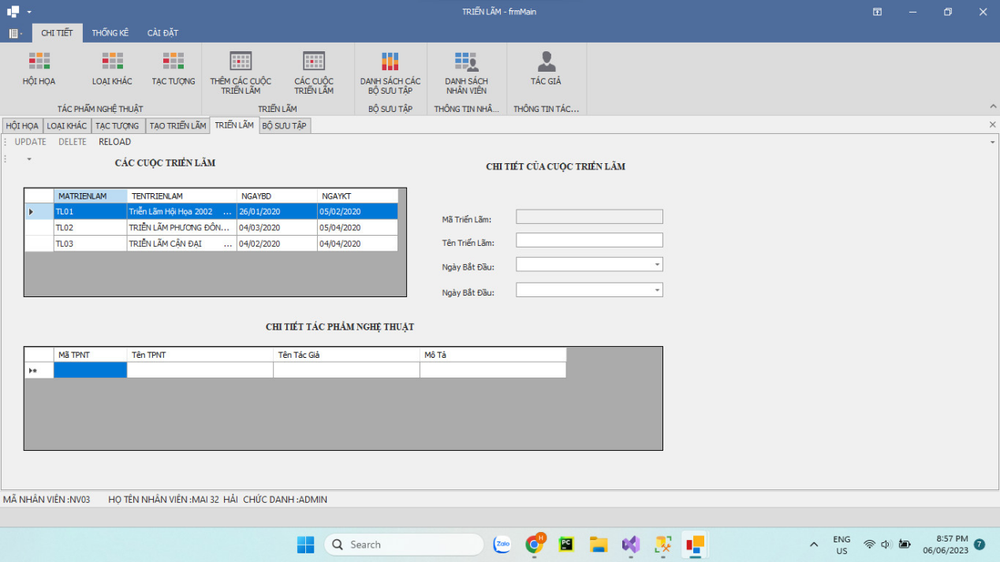 TRIỂN LÃM - frmMain
CHI TIẾT THỐNG KÊ CÀI ĐẶT
HỘI HỌA
LOẠI KHÁC
TẠC TƯỢNG
TÁC PHẨM NGHỆ THUẬT
THÊM CÁC CUỘC
TRIỂN LÃM
CÁC CUỘC
TRIỂN LÃM
TRIỂN LÃM
DANH SÁCH CÁC
BỘ SƯU TẬP
BỘ SƯU TẬP
DANH SÁCH
NHÂN VIÊN
THÔNG TIN NHÂ...
TÁC GIẢ
THÔNG TIN TÁC...
HỘI HỌA LOẠI KHÁC TẠC TƯỢNG TẠO TRIỂN LÃM TRIỂN LÃM BỘ SƯU TẬP
UPDATE DELETE RELOAD
CÁC CUỘC TRIỂN LÃM
MATRIENLAM TENTRIENLAM NGAYBD NGAYKT
TL01 Triễn Lãm Hội Họa 2002 ... 26/01/2020 05/02/2020
TL02 TRIỄN LÃM PHƯƠNG ĐÔN... 04/03/2020 05/04/2020
TL03 TRIỄN LÃM CẬN ĐẠI ... 04/02/2020 04/04/2020
CHI TIẾT CỦA CUỘC TRIỂN LÃM
Mã Triển Lãm:
Tên Triển Lãm:
Ngày Bắt Đầu:
Ngày Bắt Đầu:
CHI TIẾT TÁC PHẨM NGHỆ THUẬT
Mã TPNT Tên TPNT Tên Tác Giả Mô Tả
MÃ NHÂN VIÊN :NV03 HỌ TÊN NHÂN VIÊN :MAI 32 HẢI CHỨC DANH :ADMIN
Search
Zalo
H
PC
ENG
US
8:57 PM
06/06/2023
7